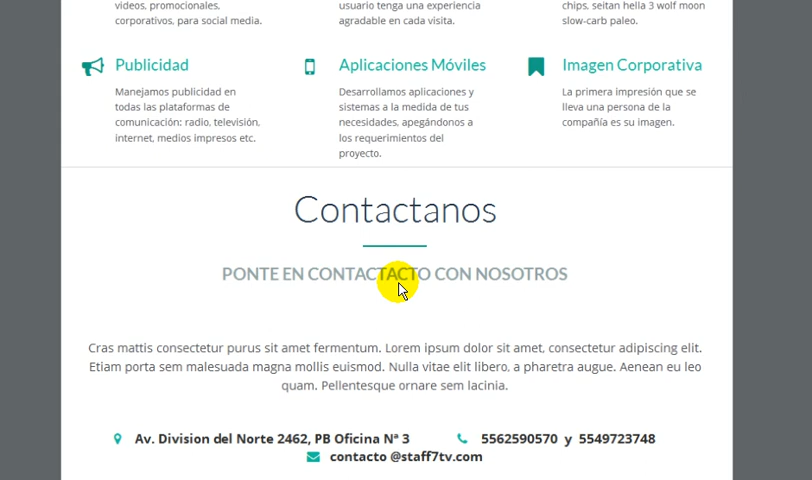 videos, promocionales,
corporativos, para social media.
usuario tenga una experiencia
agradable en cada visita.
chips, seitan hella 3 wolf moon
slow-carb paleo.
Publicidad
Manejamos publicidad en
todas las plataformas de
comunicación: radio, televisión,
internet, medios impresos etc.
Aplicaciones Móviles
Desarrollamos aplicaciones y
sistemas a la medida de tus
necesidades, apegándonos a
los requerimientos del
proyecto.
Imagen Corporativa
La primera impresión que se
lleva una persona de la
compañía es su imagen.
Contactanos
PONTE EN CONTACTACTO CON NOSOTROS
Cras mattis consectetur purus sit amet fermentum. Lorem ipsum dolor sit amet, consectetur adipiscing elit.
Etiam porta sem malesuada magna mollis euismod. Nulla vitae elit libero, a pharetra augue. Aenean eu leo
quam. Pellentesque ornare sem lacinia.
Av. Division del Norte 2462, PB Oficina Nª 3 5562590570 y 5549723748
contacto @staff7tv.com